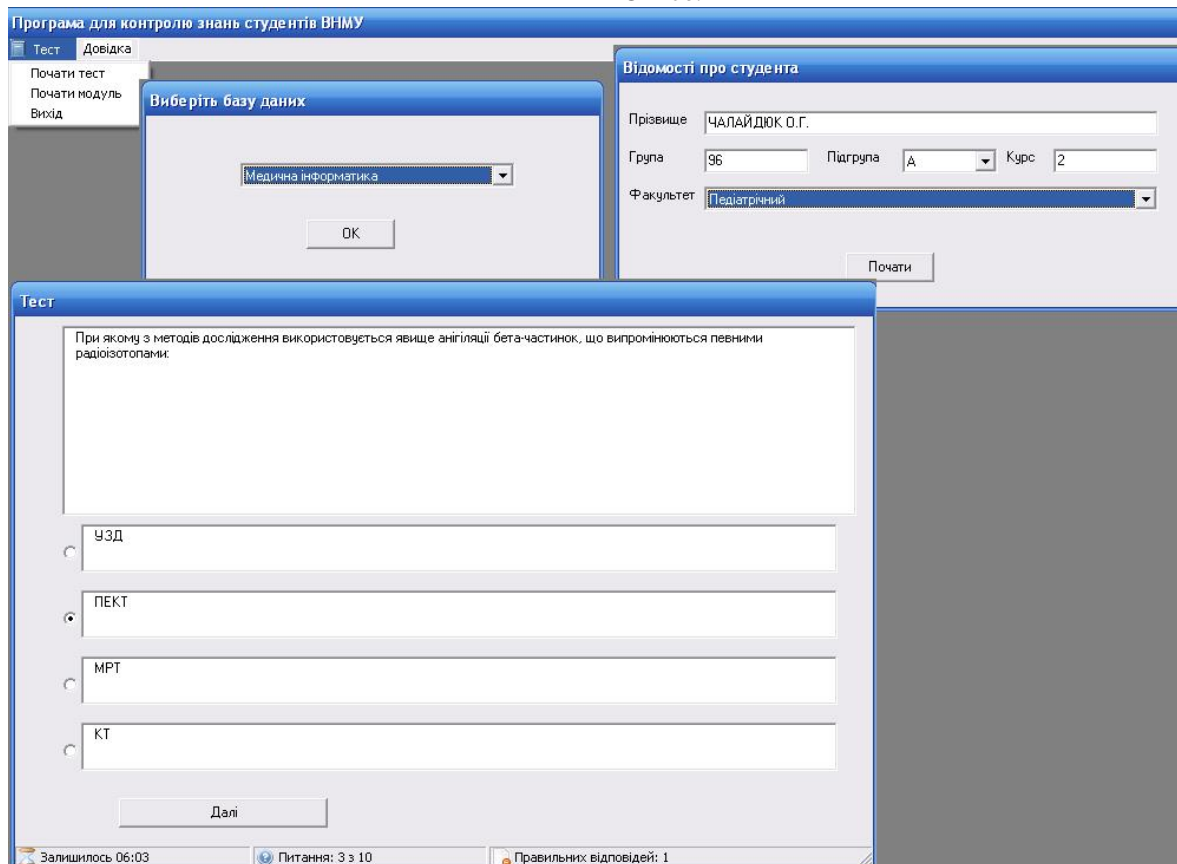 Програма для контролю знань студентів ВНМУ
Тест Довідка
Почати тест
Почати модуль
Вихід
Виберіть базу даних
Медична інформатика
OK
Відомості про студента
Прізвище ЧАЛАЙДЮК О.Г.
Група 96 Підгрупа А Курс 2
Факультет Педіатрічний
Почати
Тест
При якому з методів дослідження використовується явище анігіляції бета-частинок, що випромінюються певними
радіоізотопами:
УЗД
ПЕКТ
МРТ
КТ
Далі
Залишилось 06:03 Питання: 3 з 10 Правильних відповідей: 1